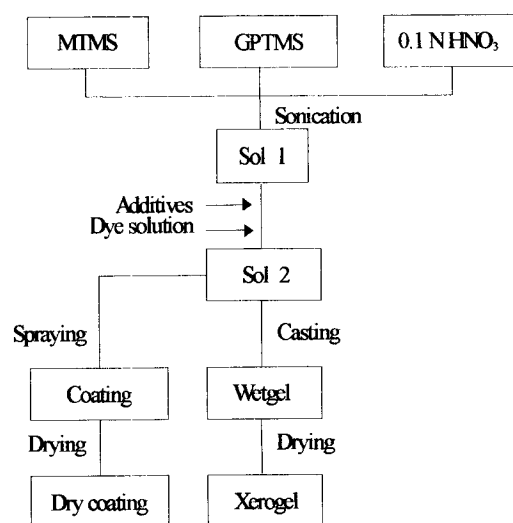 MTMS
GPTMS
0.1 N HNO₃
Sonication
Sol 1
Additives
Dye solution
Sol 2
Spraying
Casting
Coating
Wetgel
Drying
Drying
Dry coating
Xerogel